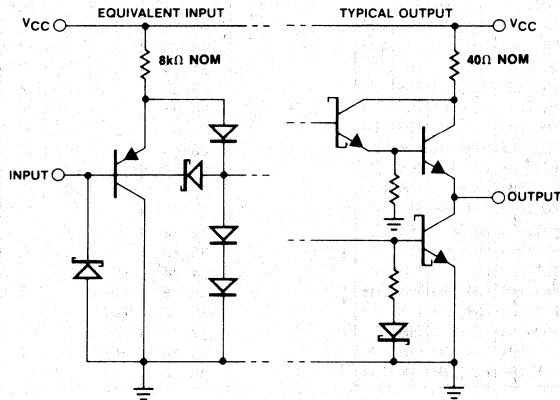 EQUIVALENT INPUT
TYPICAL OUTPUT
VCC
VCC
8kΩ NOM
40Ω NOM
INPUT
OUTPUT